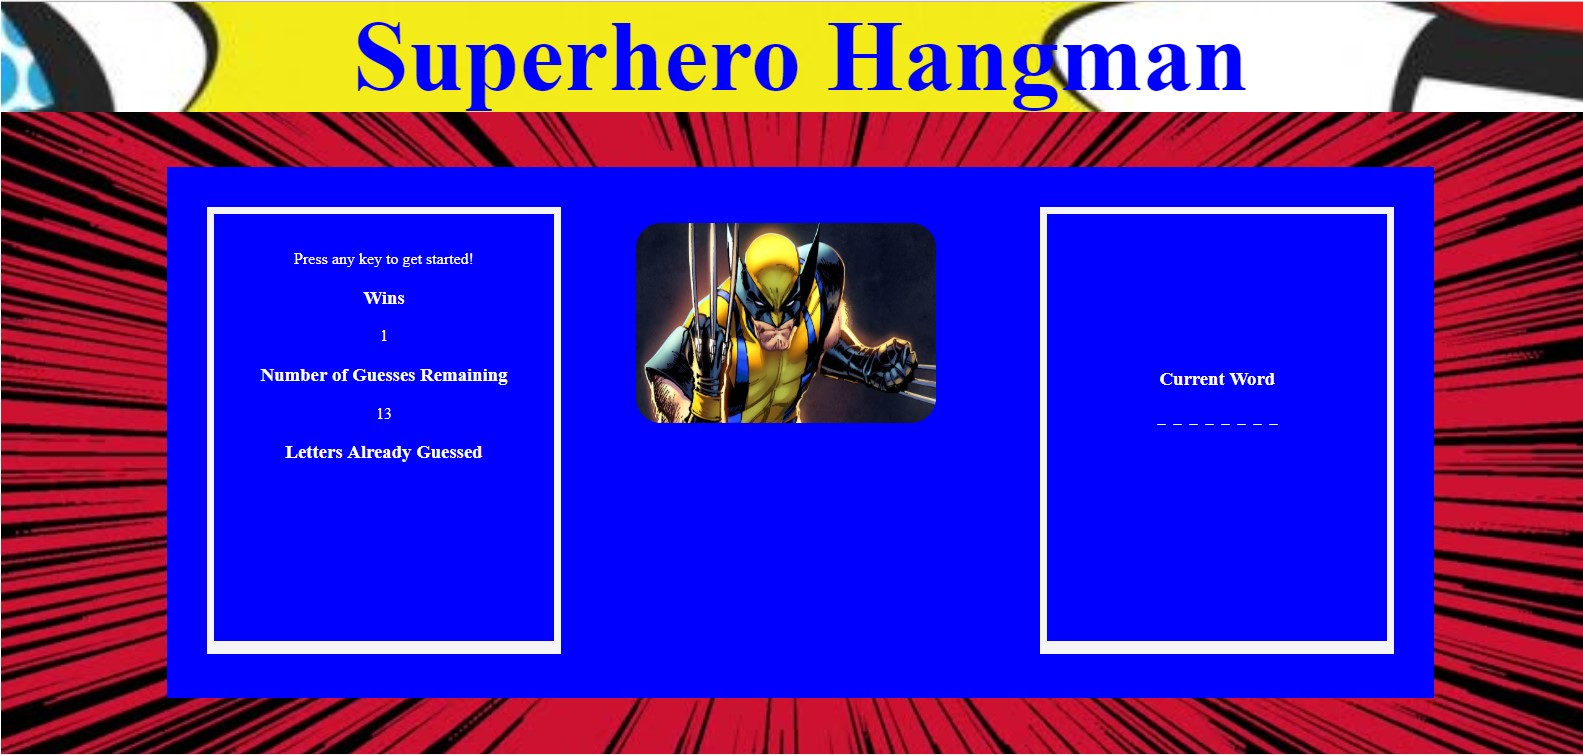 Superhero Hangman
Press any key to get started!
Wins
1
Number of Guesses Remaining
13
Letters Already Guessed
Current Word
_ _ _ _ _ _ _ _